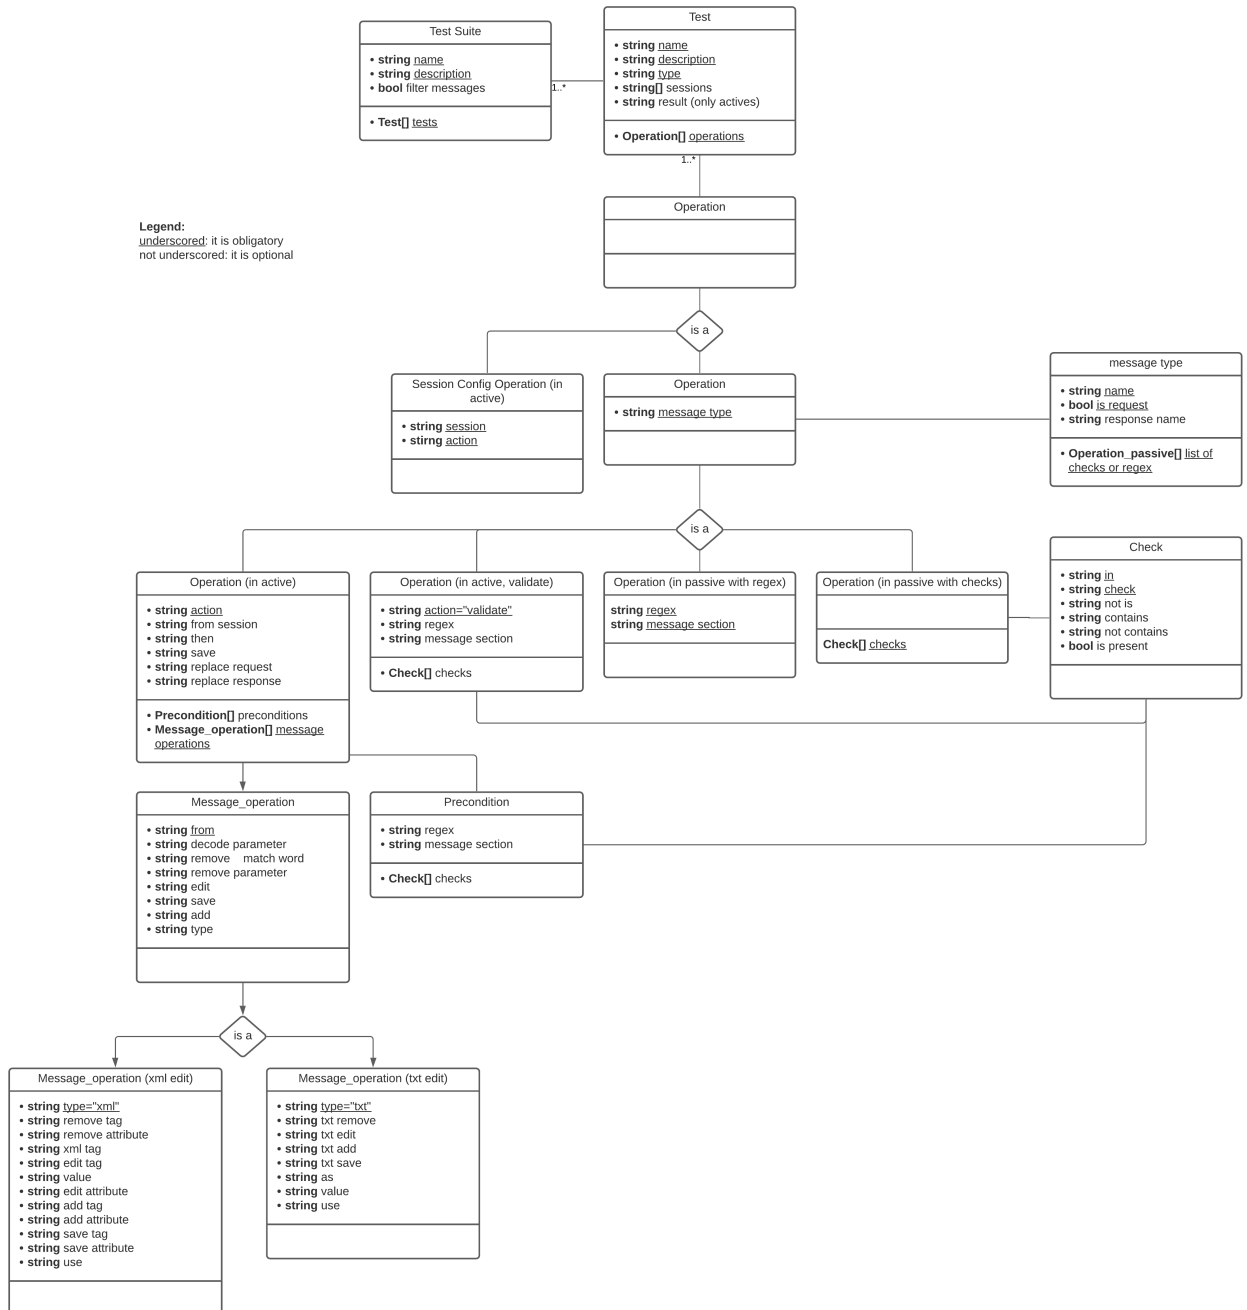 Test Suite
• string name
• string description
• bool filter messages
• Test[] tests
1..*
Test
• string name
• string description
• string type
• string[] sessions
• string result (only actives)
• Operation[] operations
1..*
Operation
Legend:
underscored: it is obligatory
not underscored: it is optional
is a
Session Config Operation (in
active)
• string session
• stirng action
Operation
• string message type
message type
• string name
• bool is request
• string response name
• Operation_passive[] list of
checks or regex
is a
Operation (in active)
• string action
• string from session
• string then
• string save
• string replace request
• string replace response
• Precondition[] preconditions
• Message_operation[] message
operations
Operation (in active, validate)
• string action="validate"
• string regex
• string message section
• Check[] checks
Operation (in passive with regex)
string regex
string message section
Operation (in passive with checks)
Check[] checks
Check
• string in
• string check
• string not is
• string contains
• string not contains
• bool is present
Message_operation
• string from
• string decode parameter
• string remove match word
• string remove parameter
• string edit
• string save
• string add
• string type
Precondition
• string regex
• string message section
• Check[] checks
is a
Message_operation (xml edit)
• string type="xml"
• string remove tag
• string remove attribute
• string xml tag
• string edit tag
• string value
• string edit attribute
• string add tag
• string add attribute
• string save tag
• string save attribute
• string use
Message_operation (txt edit)
• string type="txt"
• string txt remove
• string txt edit
• string txt add
• string txt save
• string as
• string value
• string use